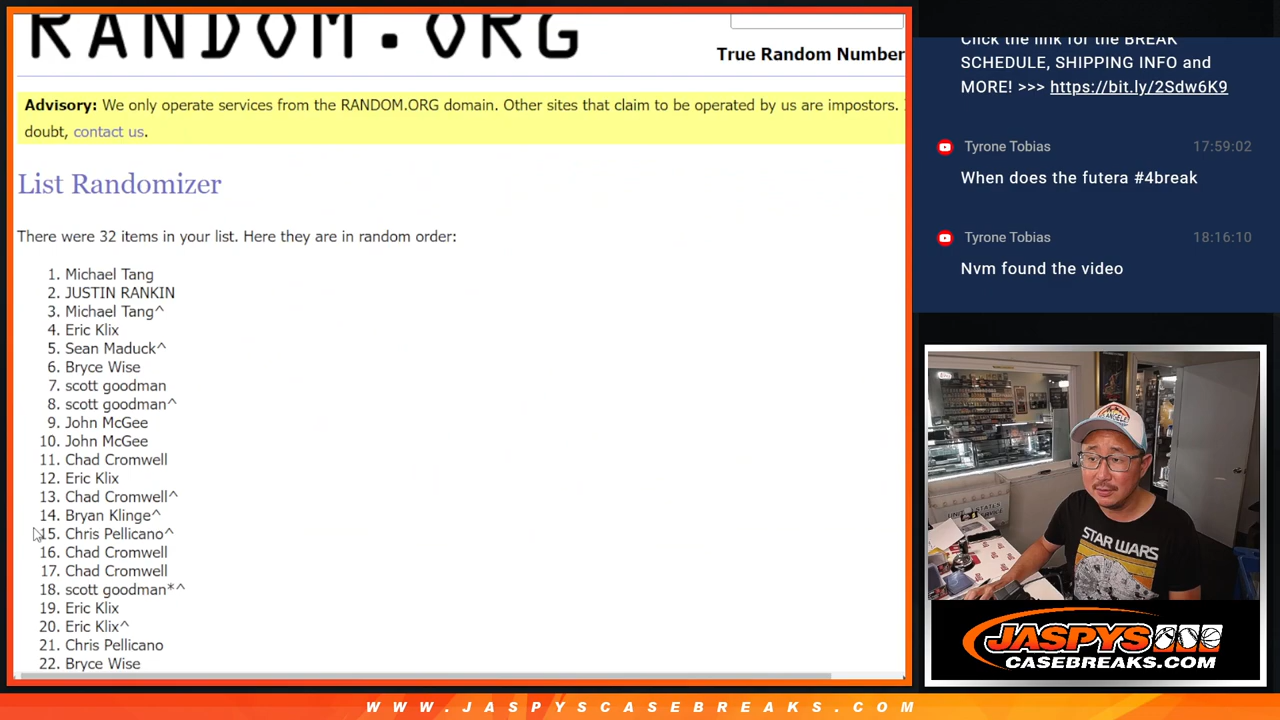 RANDOM.ORG
True Random Number
Advisory: We only operate services from the RANDOM.ORG domain. Other sites that claim to be operated by us are impostors.
doubt, contact us.
List Randomizer
There were 32 items in your list. Here they are in random order:
1. Michael Tang
2. JUSTIN RANKIN
3. Michael Tang^
4. Eric Klix
5. Sean Maduck^
6. Bryce Wise
7. scott goodman
8. scott goodman^
9. John McGee
10. John McGee
11. Chad Cromwell
12. Eric Klix
13. Chad Cromwell^
14. Bryan Klinge^
15. Chris Pellicano^
16. Chad Cromwell
17. Chad Cromwell
18. scott goodman*^
19. Eric Klix
20. Eric Klix^
21. Chris Pellicano
22. Bryce Wise
Click the link for the BREAK
SCHEDULE, SHIPPING INFO and
MORE! >>> https://bit.ly/2Sdw6K9
Tyrone Tobias 17:59:02
When does the futera #4break
Tyrone Tobias 18:16:10
Nvm found the video
STAR WARS
JASPYS
CASEBREAKS.COM
WWW.JASPYSCASEBREAKS.COM